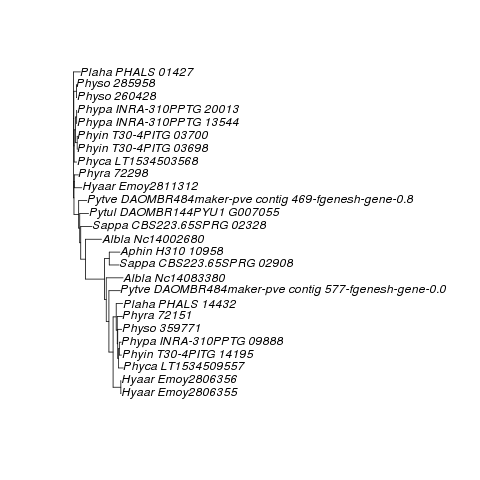 Plaha PHALS 01427
Physo 285958
Physo 260428
Phypa INRA-310PPTG 20013
Phypa INRA-310PPTG 13544
Phyin T30-4PITG 03700
Phyin T30-4PITG 03698
Phyca LT1534503568
Phyra 72298
Hyaar Emoy2811312
Pytve DAOMBR484maker-pve contig 469-fgenesh-gene-0.8
Pytul DAOMBR144PYU1 G007055
Sappa CBS223.65SPRG 02328
Albla Nc14002680
Aphin H310 10958
Sappa CBS223.65SPRG 02908
Albla Nc14083380
Pytve DAOMBR484maker-pve contig 577-fgenesh-gene-0.0
Plaha PHALS 14432
Phyra 72151
Physo 359771
Phypa INRA-310PPTG 09888
Phyin T30-4PITG 14195
Phyca LT1534509557
Hyaar Emoy2806356
Hyaar Emoy2806355